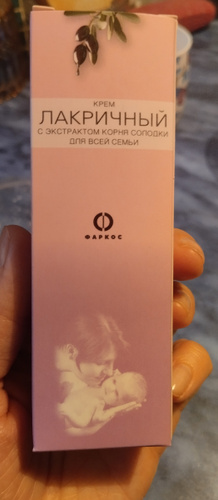 КРЕМ
ЛАКРИЧНЫЙ
С ЭКСТРАКТОМ КОРНЯ СОЛОДКИ
ДЛЯ ВСЕЙ СЕМЬИ
ФАРКОС